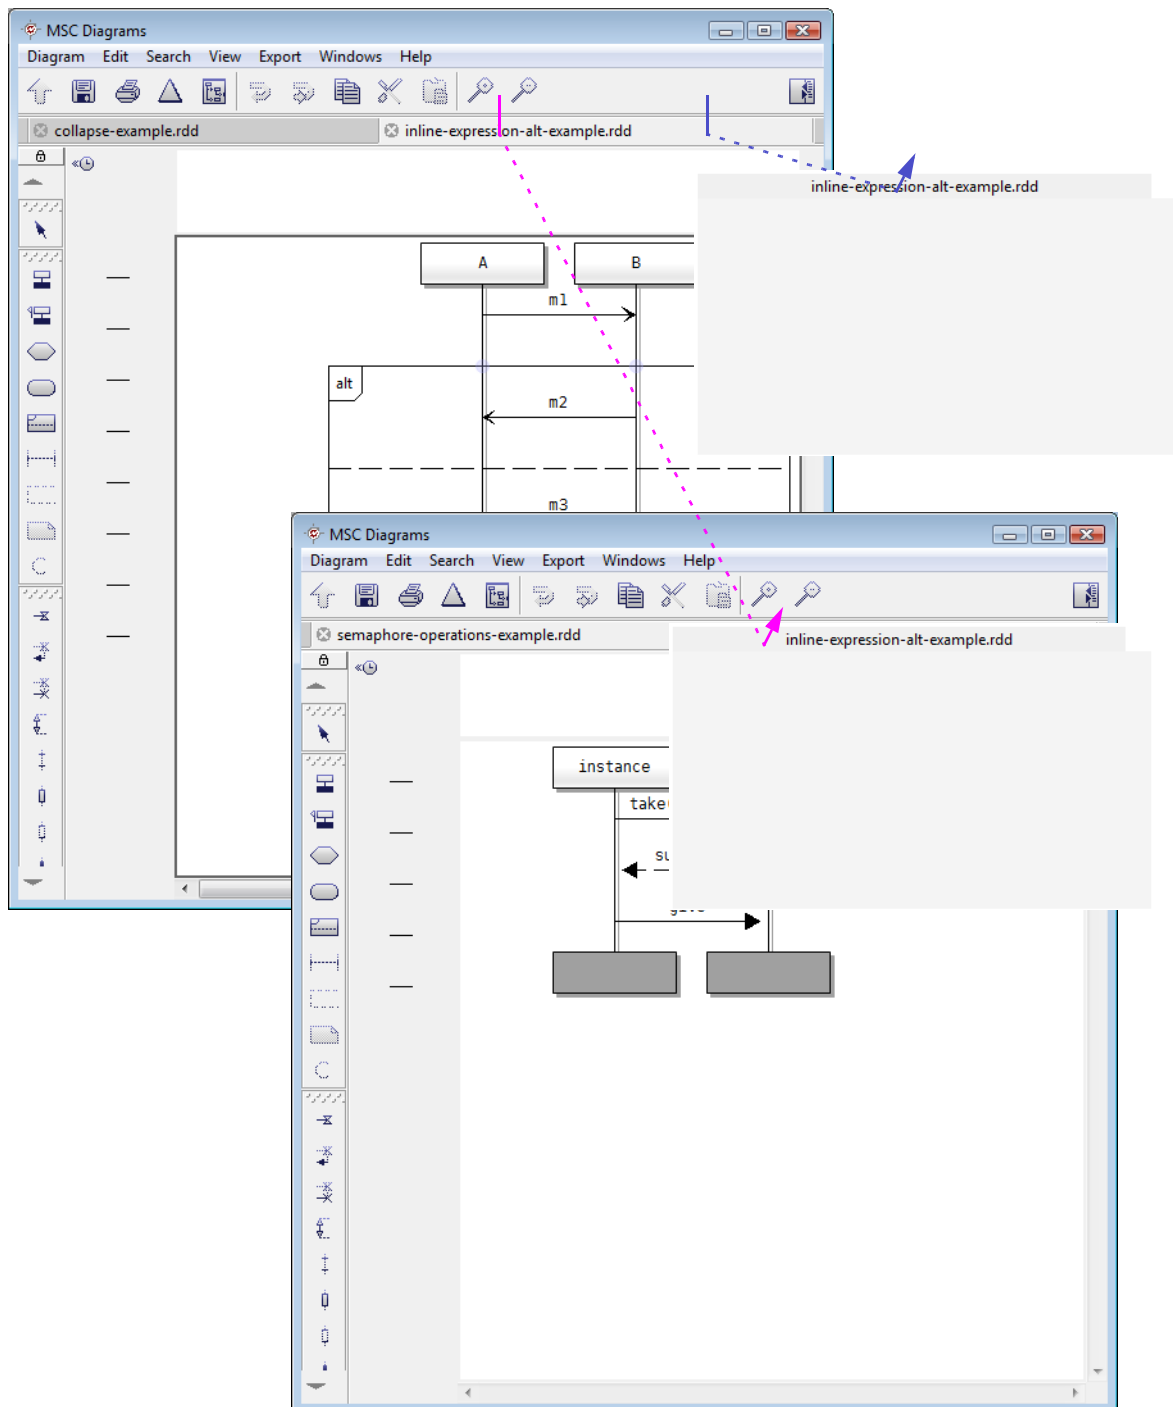 MSC Diagrams
Diagram Edit Search View Export Windows Help
collapse-example.rdd inline-expression-alt-example.rdd
inline-expression-alt-example.rdd
A B
m1
alt
m2
m3
MSC Diagrams
Diagram Edit Search View Export Windows Help
semaphore-operations-example.rdd
inline-expression-alt-example.rdd
instance
take(
su